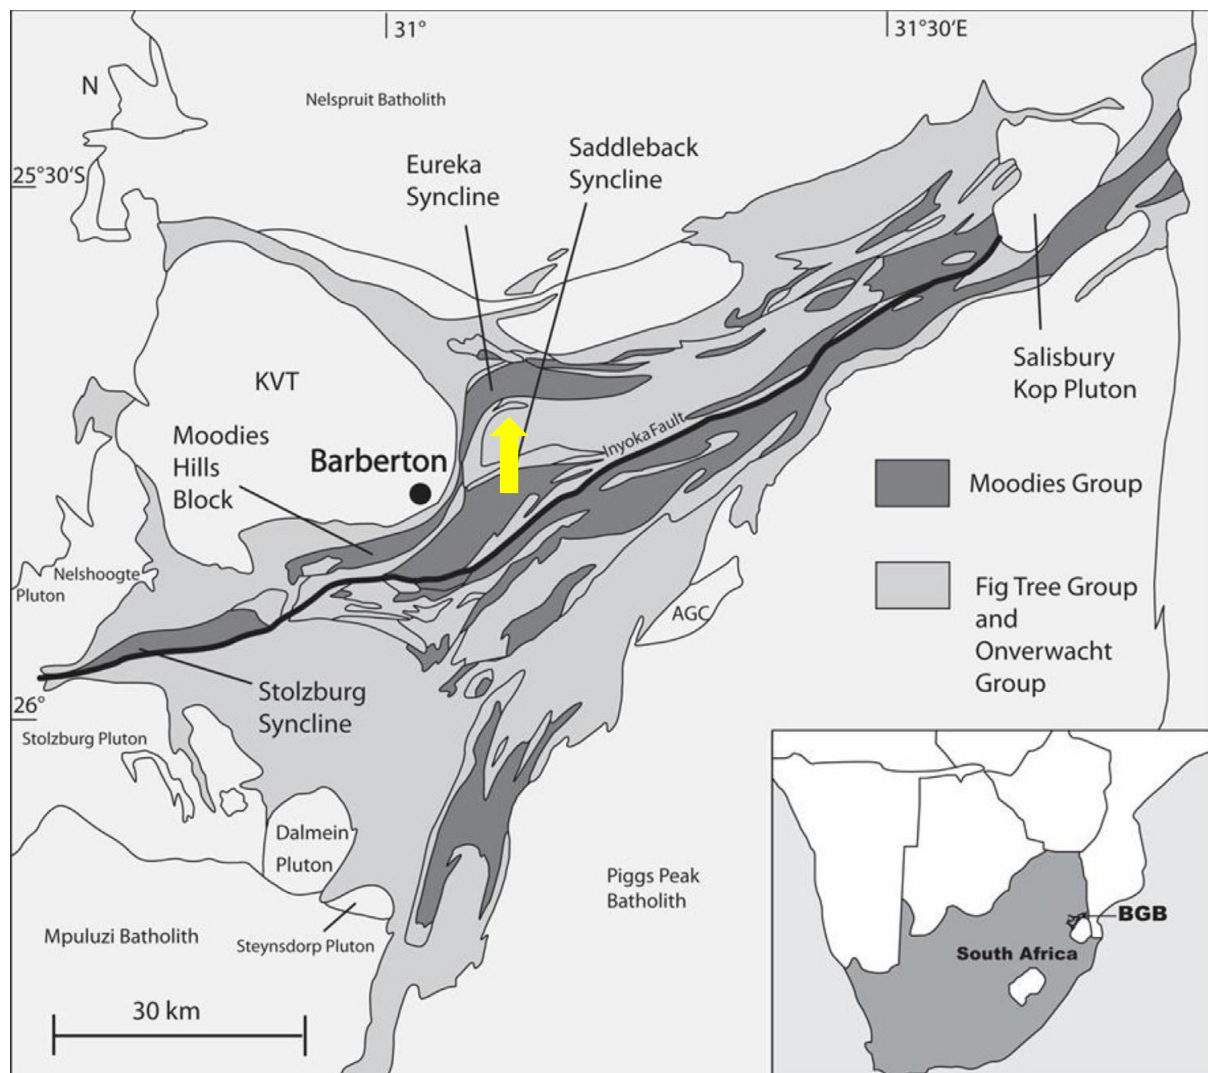 31°
31°30'E
N
Nelspruit Batholith
Saddleback
Syncline
Eureka
Syncline
25°30'S
KVT
Salisbury
Kop Pluton
Moodies
Hills
Block
Barberton
Inyoka Fault
Moodies Group
Nelshoogte
Pluton
Fig Tree Group
and
Onverwacht
Group
AGC
Stolzburg
Syncline
26°
Stolzburg Pluton
Dalmein
Pluton
Piggs Peak
Batholith
Mpuluzi Batholith
Steynsdorp Pluton
BGB
South Africa
30 km